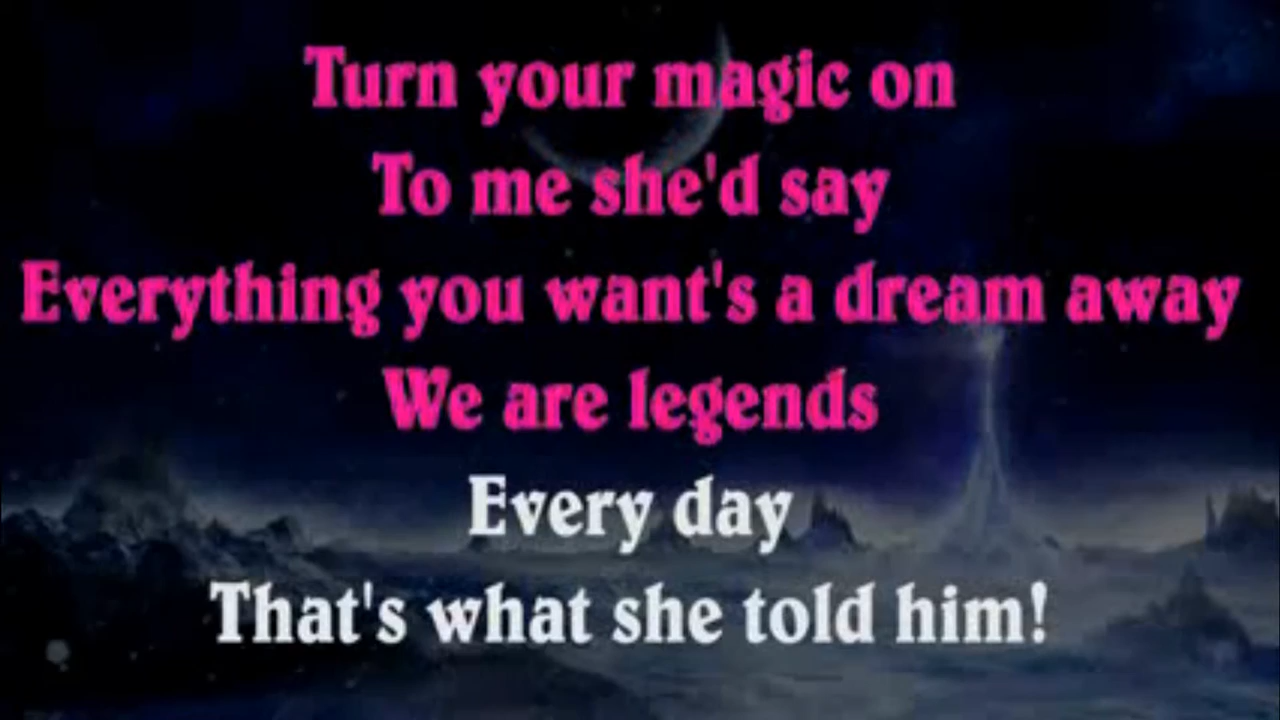 Turn your magic on
To me she'd say
Everything you want's a dream away
We are legends
Every day
That's what she told him!